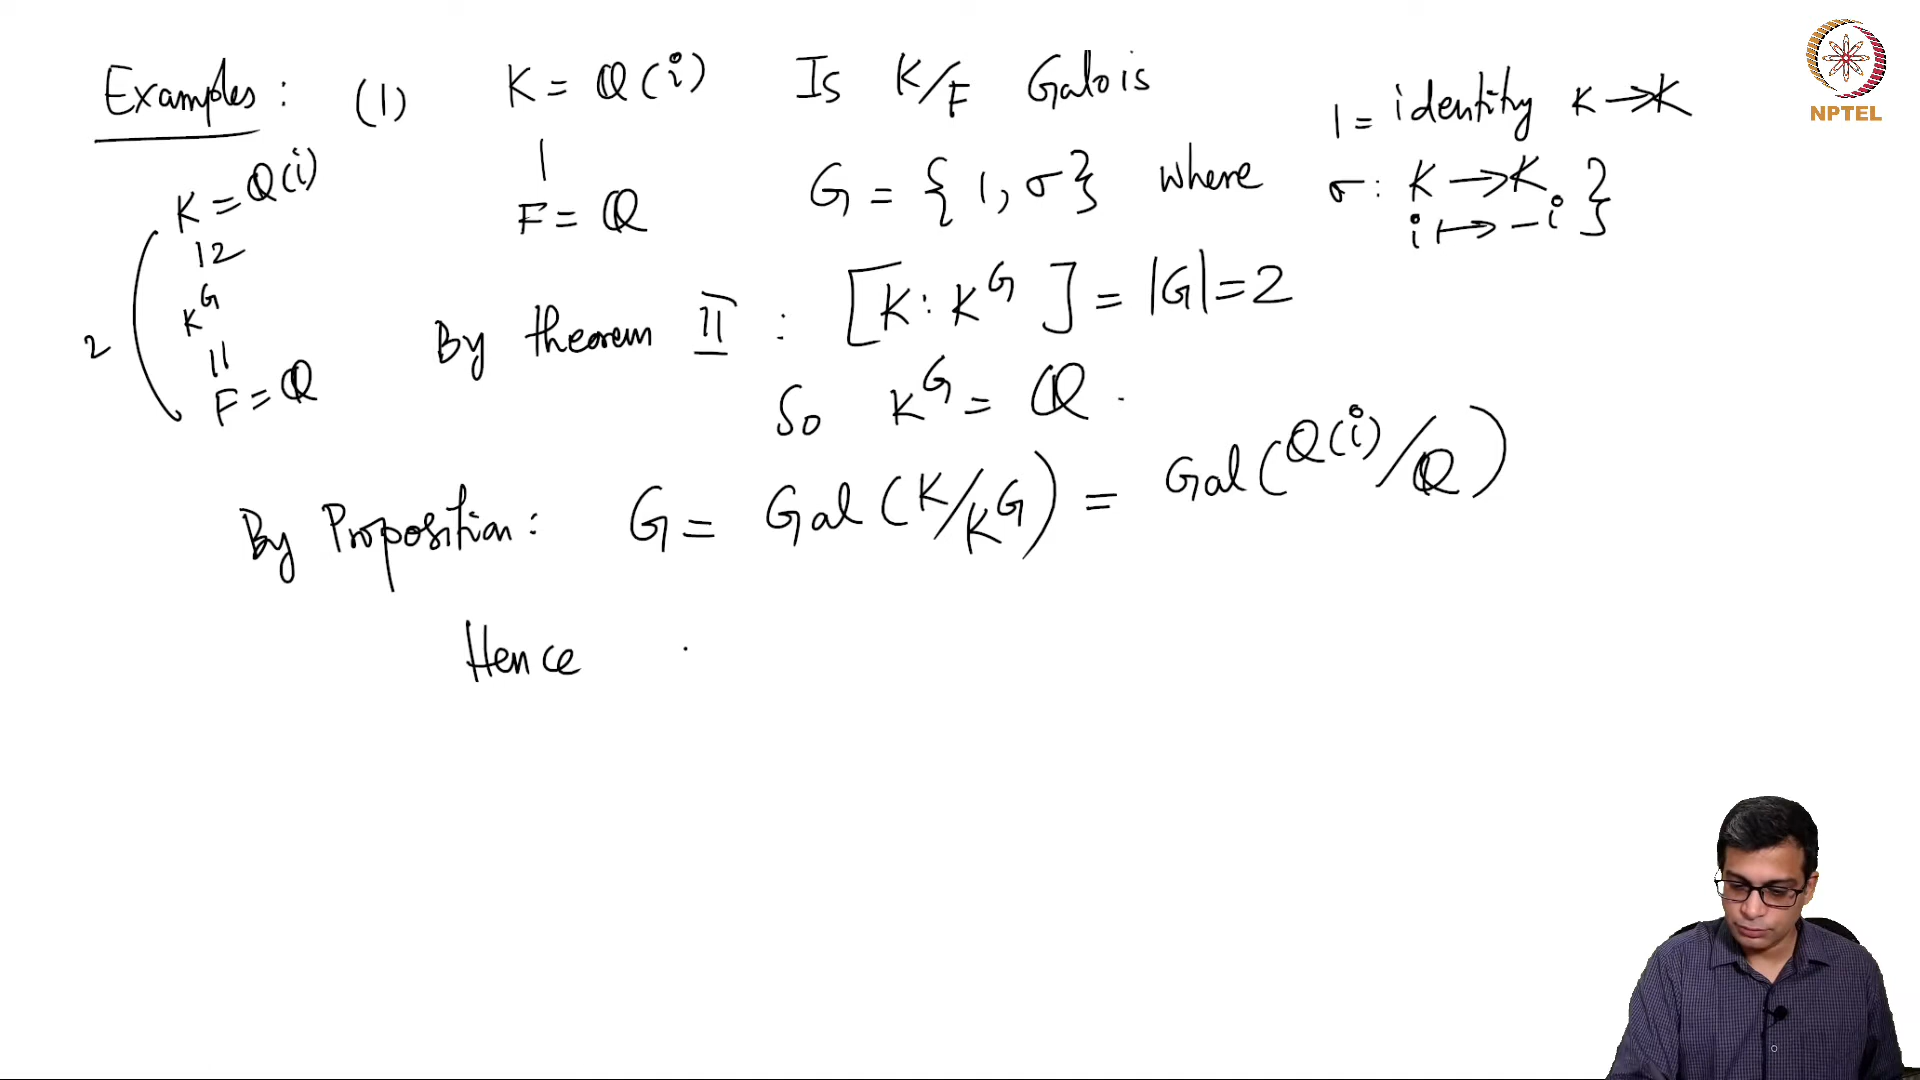 Examples: (1) K = Q(i) Is K/F Galois
|
F = Q
G = {1, σ} where 1 = identity K → K
σ: K → K }
i ↦ -i
K = Q(i)
| 2
K^G
||
F = Q
2
By theorem II : [K : K^G] = |G| = 2
So K^G = Q .
By Proposition: G = Gal(K/K^G) = Gal(Q(i)/Q)
Hence
NPTEL